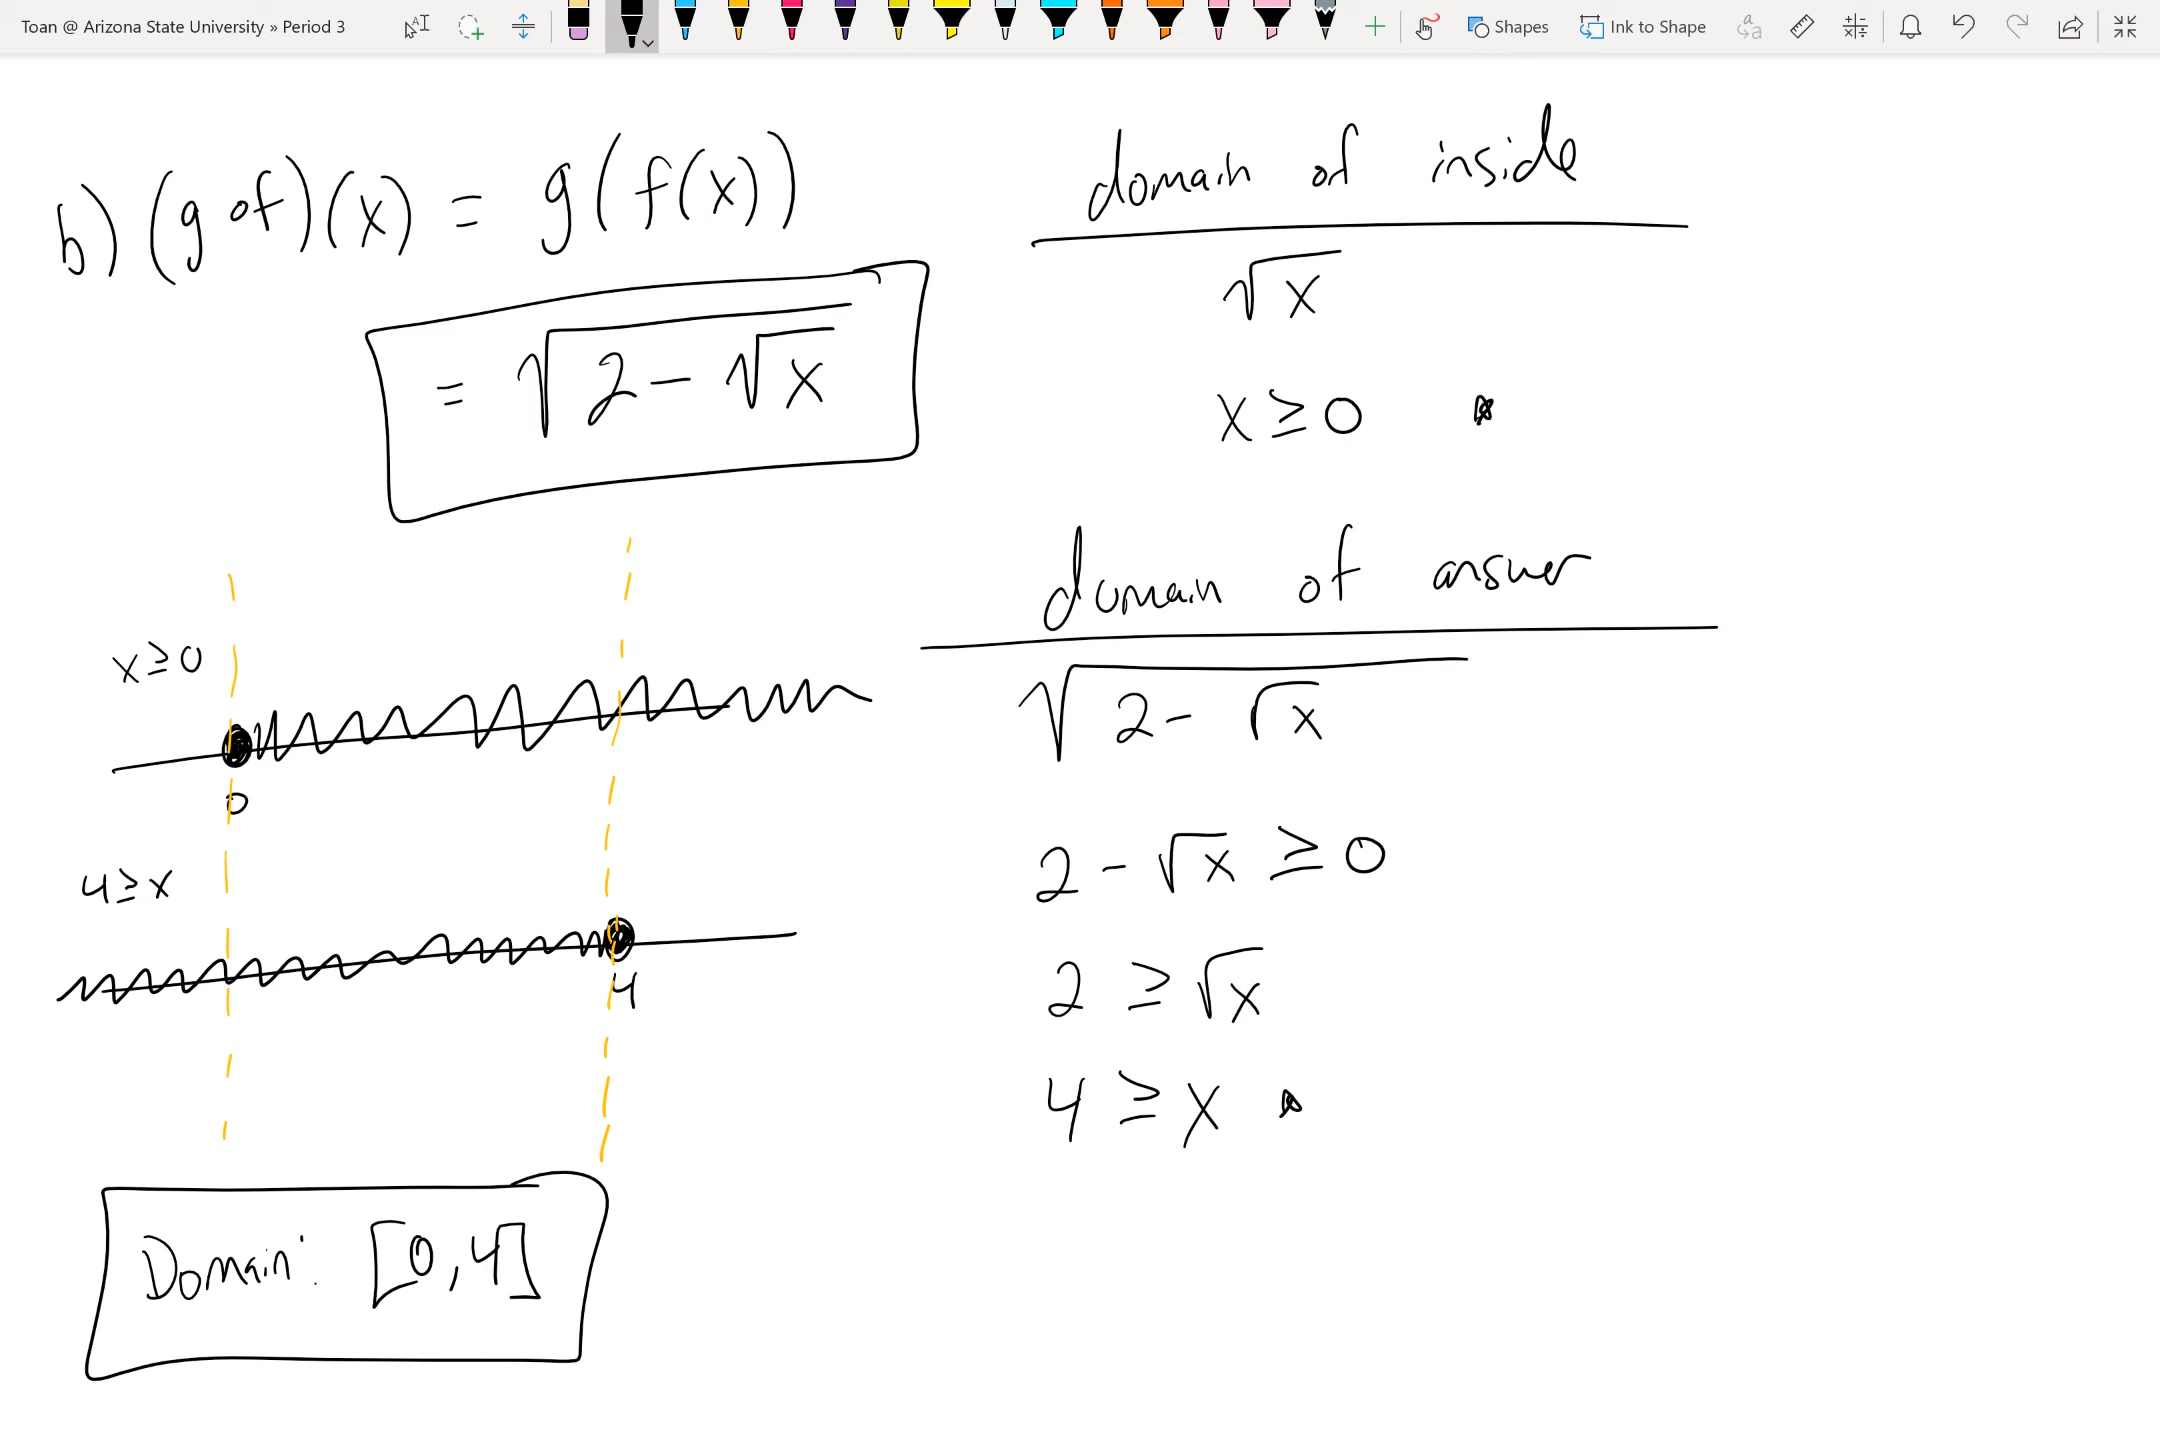 Toan @ Arizona State University » Period 3
Shapes
Ink to Shape
b) (g o f)(x) = g(f(x))
= √(2 - √x)
domain of inside
√x
x ≥ 0
domain of answer
√(2 - √x)
2 - √x ≥ 0
2 ≥ √x
4 ≥ x
x ≥ 0
0
4 ≥ x
4
Domain: [0,4]